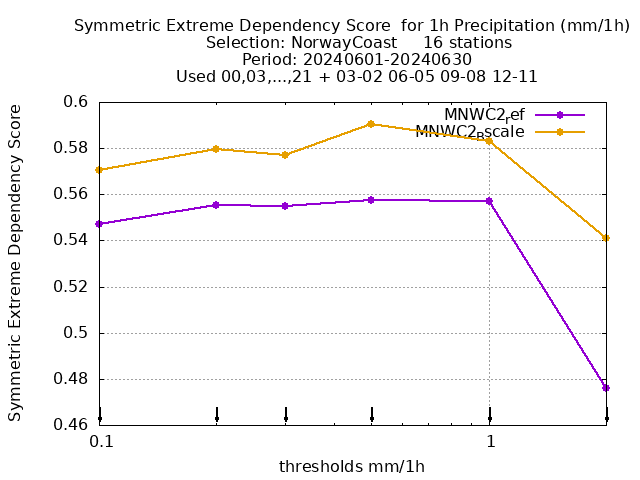 Symmetric Extreme Dependency Score for 1h Precipitation (mm/1h)
Selection: NorwayCoast 16 stations
Period: 20240601-20240630
Used 00,03,...,21 + 03-02 06-05 09-08 12-11
Symmetric Extreme Dependency Score
0.6
0.58
0.56
0.54
0.52
0.5
0.48
0.46
MNWC2ref
MNWC2Bscale
0.1
1
thresholds mm/1h